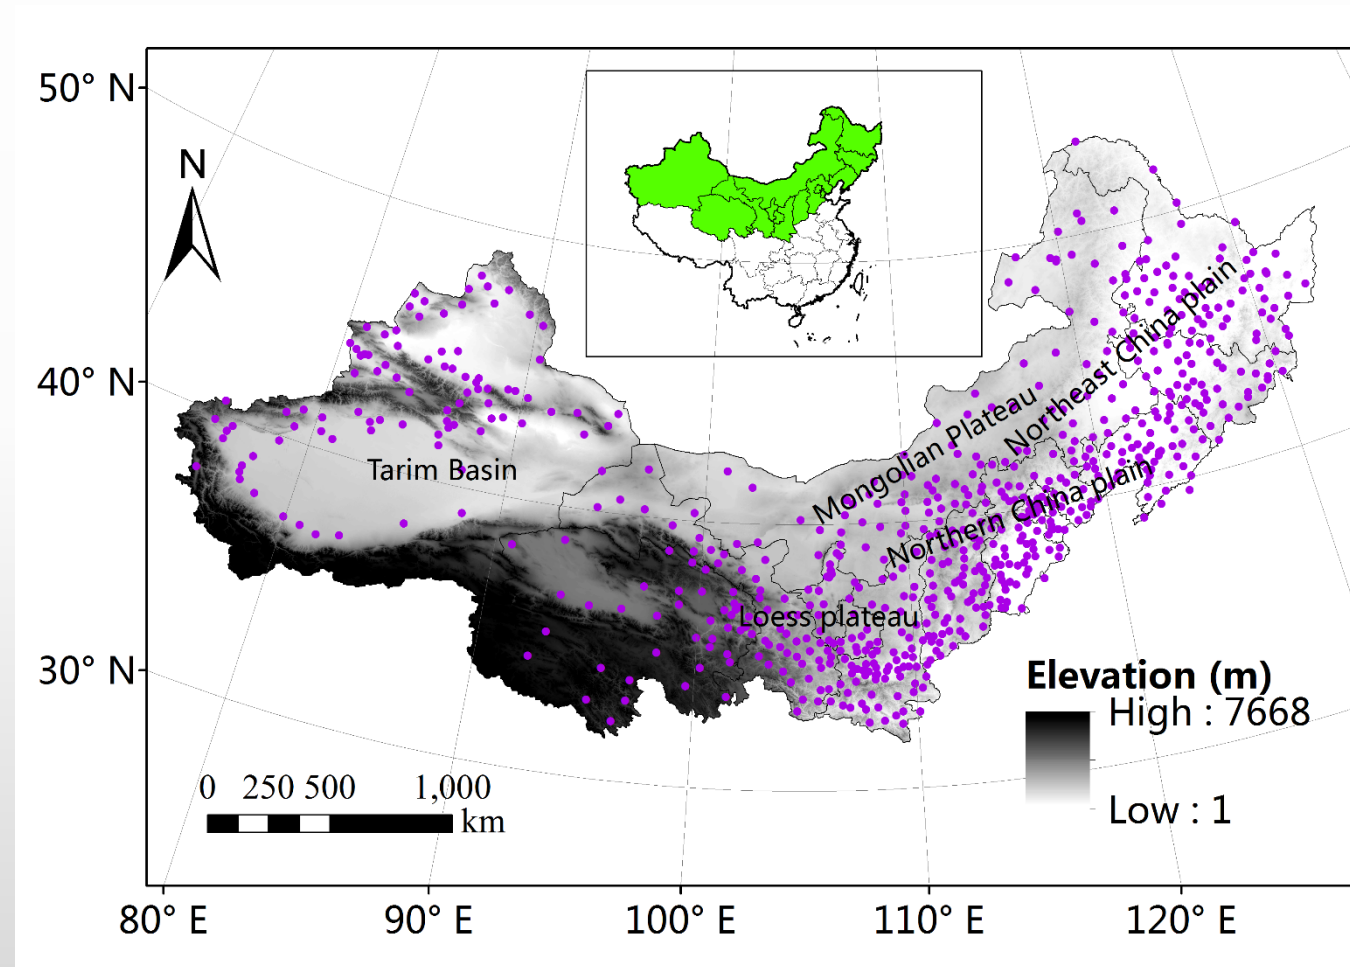 50° N
N
40° N
Tarim Basin
Mongolian Plateau
Northeast China plain
Northern China plain
Loess plateau
30° N
Elevation (m)
High : 7668
Low : 1
0 250 500 1,000
km
80° E 90° E 100° E 110° E 120° E